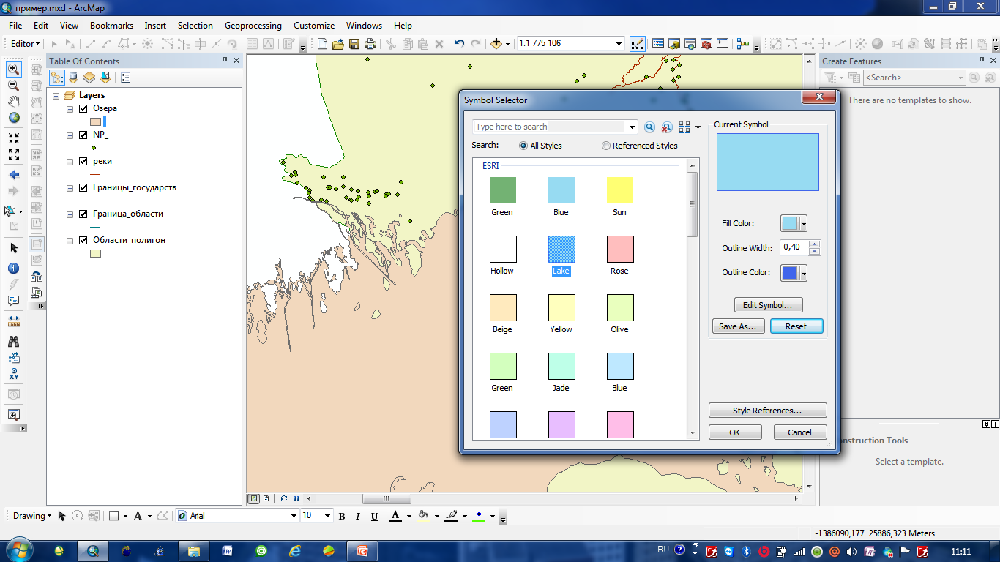 пример.mxd - ArcMap
File Edit View Bookmarks Insert Selection Geoprocessing Customize Windows Help
Editor 1:1 775 106
Table Of Contents
Create Features
<Search>
There are no templates to show.
Layers
Озера
NP_
реки
Границы_государств
Граница_области
Области_полигон
Symbol Selector
Type here to search
Search: All Styles Referenced Styles
ESRI
Green Blue Sun
Hollow Lake Rose
Beige Yellow Olive
Green Jade Blue
Current Symbol
Fill Color:
Outline Width: 0,40
Outline Color:
Edit Symbol...
Save As... Reset
Style References...
OK Cancel
nstruction Tools
Select a template.
Drawing Arial 10 B I U A
-1386090,177 25886,323 Meters
RU 11:11